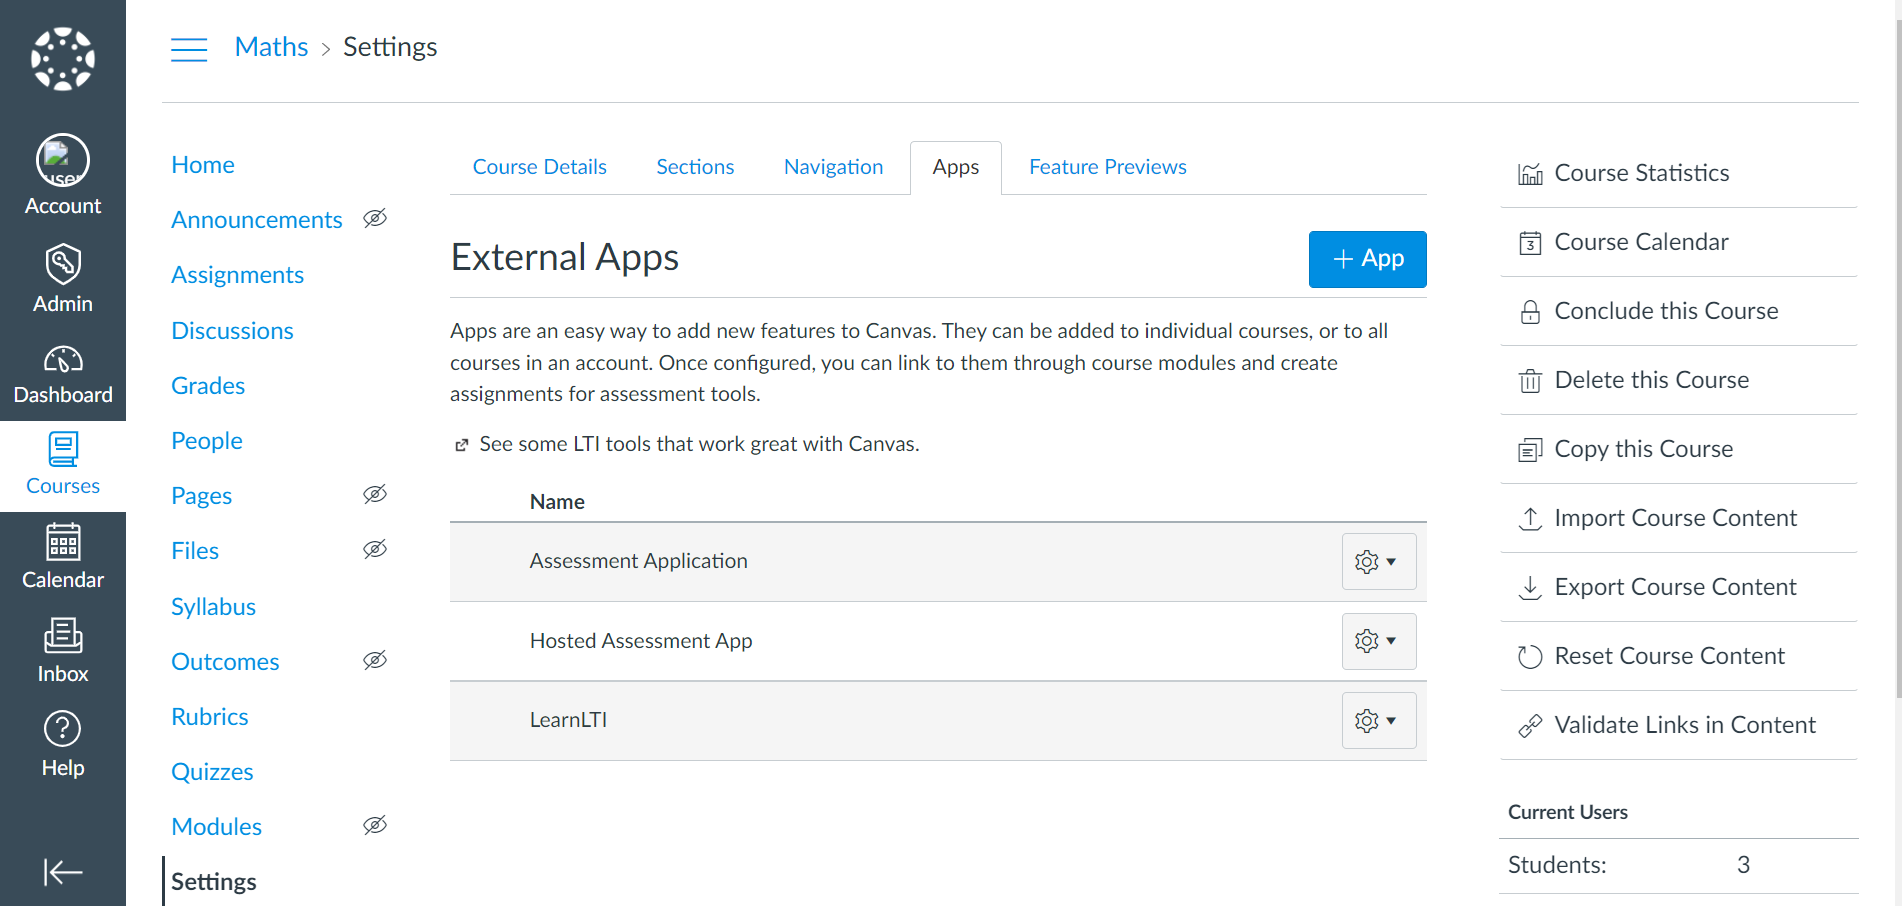 Maths > Settings
user
Account
Admin
Dashboard
Courses
Calendar
Inbox
Help
Home
Announcements
Assignments
Discussions
Grades
People
Pages
Files
Syllabus
Outcomes
Rubrics
Quizzes
Modules
Settings
Course Details Sections Navigation Apps Feature Previews
External Apps
+ App
Apps are an easy way to add new features to Canvas. They can be added to individual courses, or to all
courses in an account. Once configured, you can link to them through course modules and create
assignments for assessment tools.
See some LTI tools that work great with Canvas.
Name
Assessment Application
Hosted Assessment App
LearnLTI
Course Statistics
3 Course Calendar
Conclude this Course
Delete this Course
Copy this Course
Import Course Content
Export Course Content
Reset Course Content
Validate Links in Content
Current Users
Students: 3